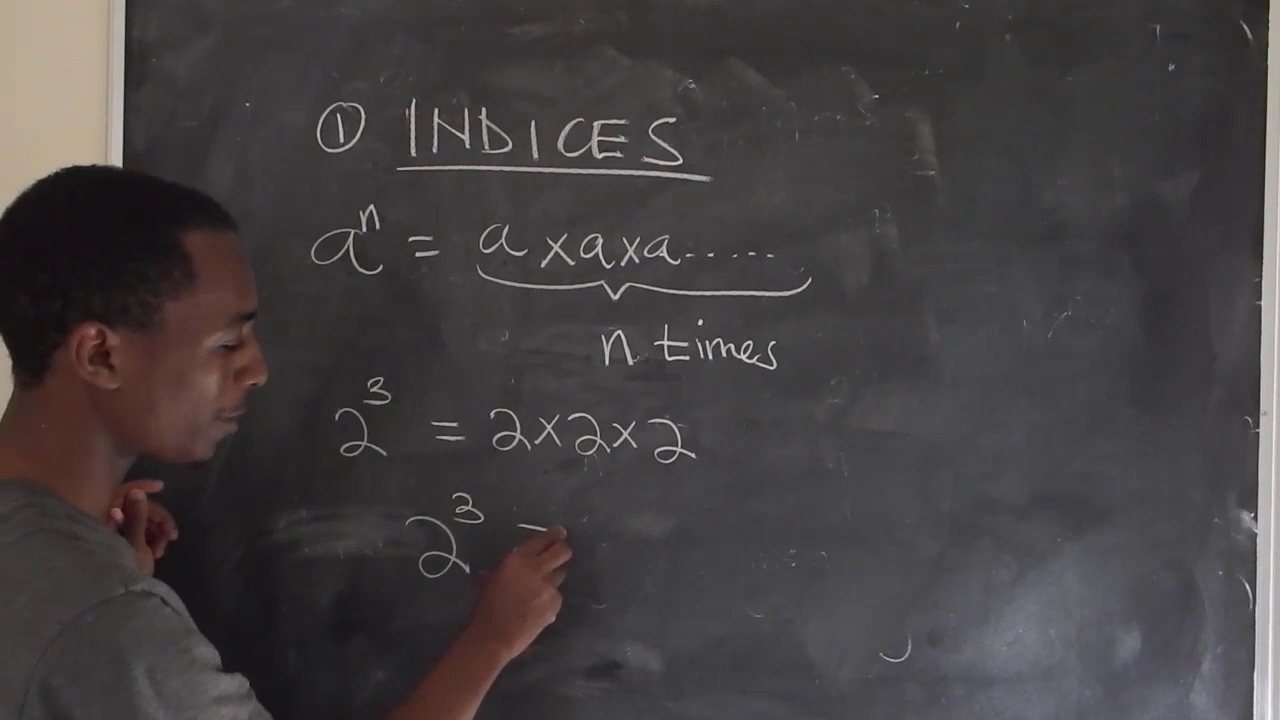 ① INDICES
aⁿ = a×a×a.....
n times
2³ = 2×2×2
2³ =